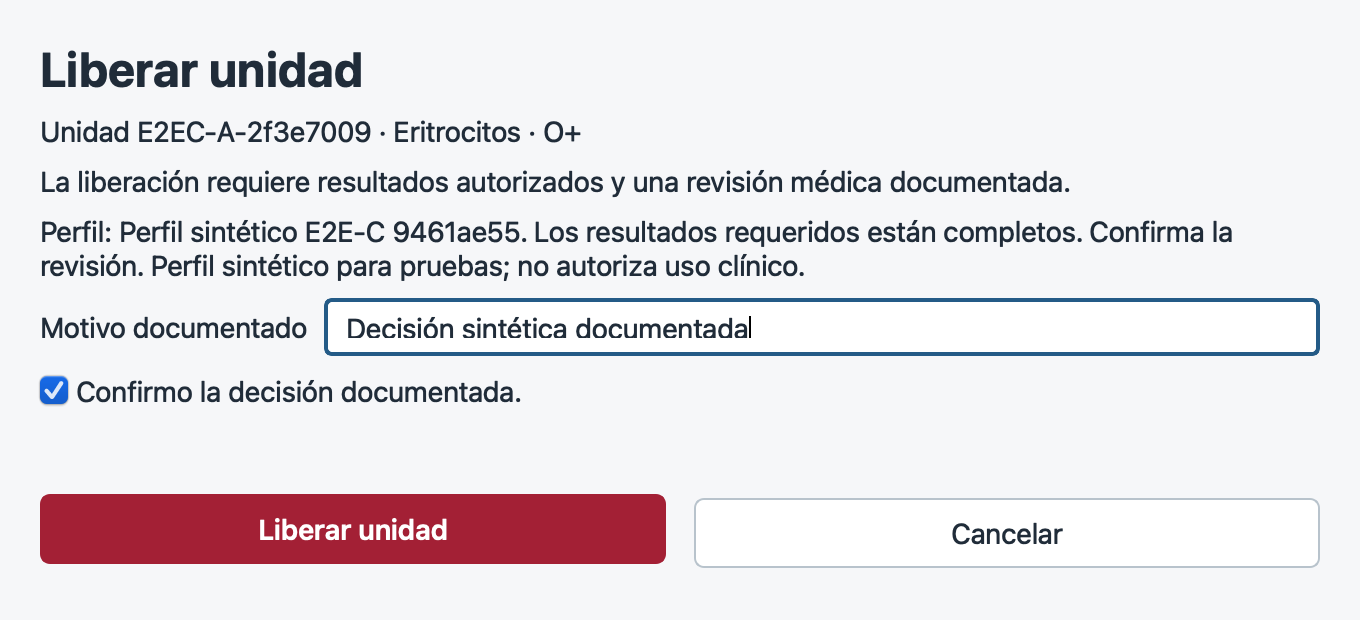 Liberar unidad
Unidad E2EC-A-2f3e7009 · Eritrocitos · O+
La liberación requiere resultados autorizados y una revisión médica documentada.
Perfil: Perfil sintético E2E-C 9461ae55. Los resultados requeridos están completos. Confirma la
revisión. Perfil sintético para pruebas; no autoriza uso clínico.
Motivo documentado Decisión sintética documentada
Confirmo la decisión documentada.
Liberar unidad Cancelar